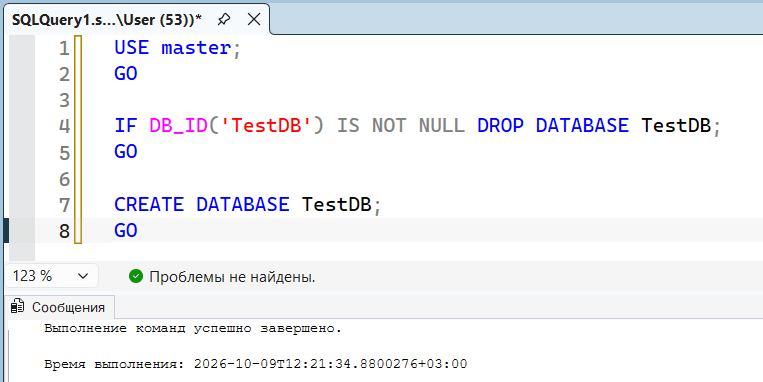 SQLQuery1.s...\User (53))*
1 USE master;
2 GO
3
4 IF DB_ID('TestDB') IS NOT NULL DROP DATABASE TestDB;
5 GO
6
7 CREATE DATABASE TestDB;
8 GO
123 % Проблемы не найдены.
Сообщения
Выполнение команд успешно завершено.
Время выполнения: 2026-10-09T12:21:34.8800276+03:00